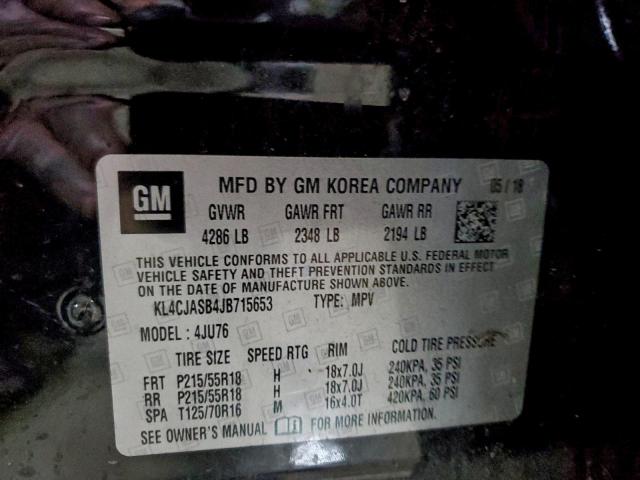 GM
MFD BY GM KOREA COMPANY 05/18
GVWR GAWR FRT GAWR RR
4286 LB 2348 LB 2194 LB
THIS VEHICLE CONFORMS TO ALL APPLICABLE U.S. FEDERAL MOTOR
VEHICLE SAFETY AND THEFT PREVENTION STANDARDS IN EFFECT
ON THE DATE OF MANUFACTURE SHOWN ABOVE.
KL4CJASB4JB715653 TYPE: MPV
MODEL: 4JU76
TIRE SIZE SPEED RTG RIM COLD TIRE PRESSURE
FRT P215/55R18 H 18x7.0J 240KPA, 35 PSI
RR P215/55R18 H 18x7.0J 240KPA, 35 PSI
SPA T125/70R16 M 16x4.0T 420KPA, 60 PSI
SEE OWNER'S MANUAL FOR MORE INFORMATION.